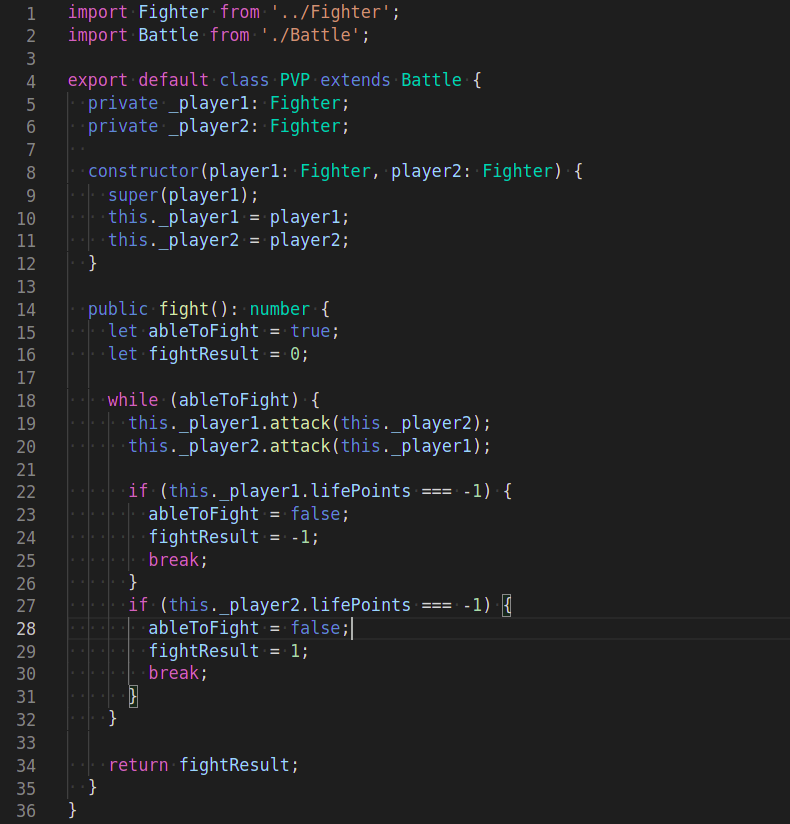 1 import Fighter from '../Fighter';
2 import Battle from './Battle';
3
4 export default class PVP extends Battle {
5   private _player1: Fighter;
6   private _player2: Fighter;
7
8   constructor(player1: Fighter, player2: Fighter) {
9     super(player1);
10     this._player1 = player1;
11     this._player2 = player2;
12   }
13
14   public fight(): number {
15     let ableToFight = true;
16     let fightResult = 0;
17
18     while (ableToFight) {
19       this._player1.attack(this._player2);
20       this._player2.attack(this._player1);
21
22       if (this._player1.lifePoints === -1) {
23         ableToFight = false;
24         fightResult = -1;
25         break;
26       }
27       if (this._player2.lifePoints === -1) {
28         ableToFight = false;
29         fightResult = 1;
30         break;
31       }
32     }
33
34     return fightResult;
35   }
36 }